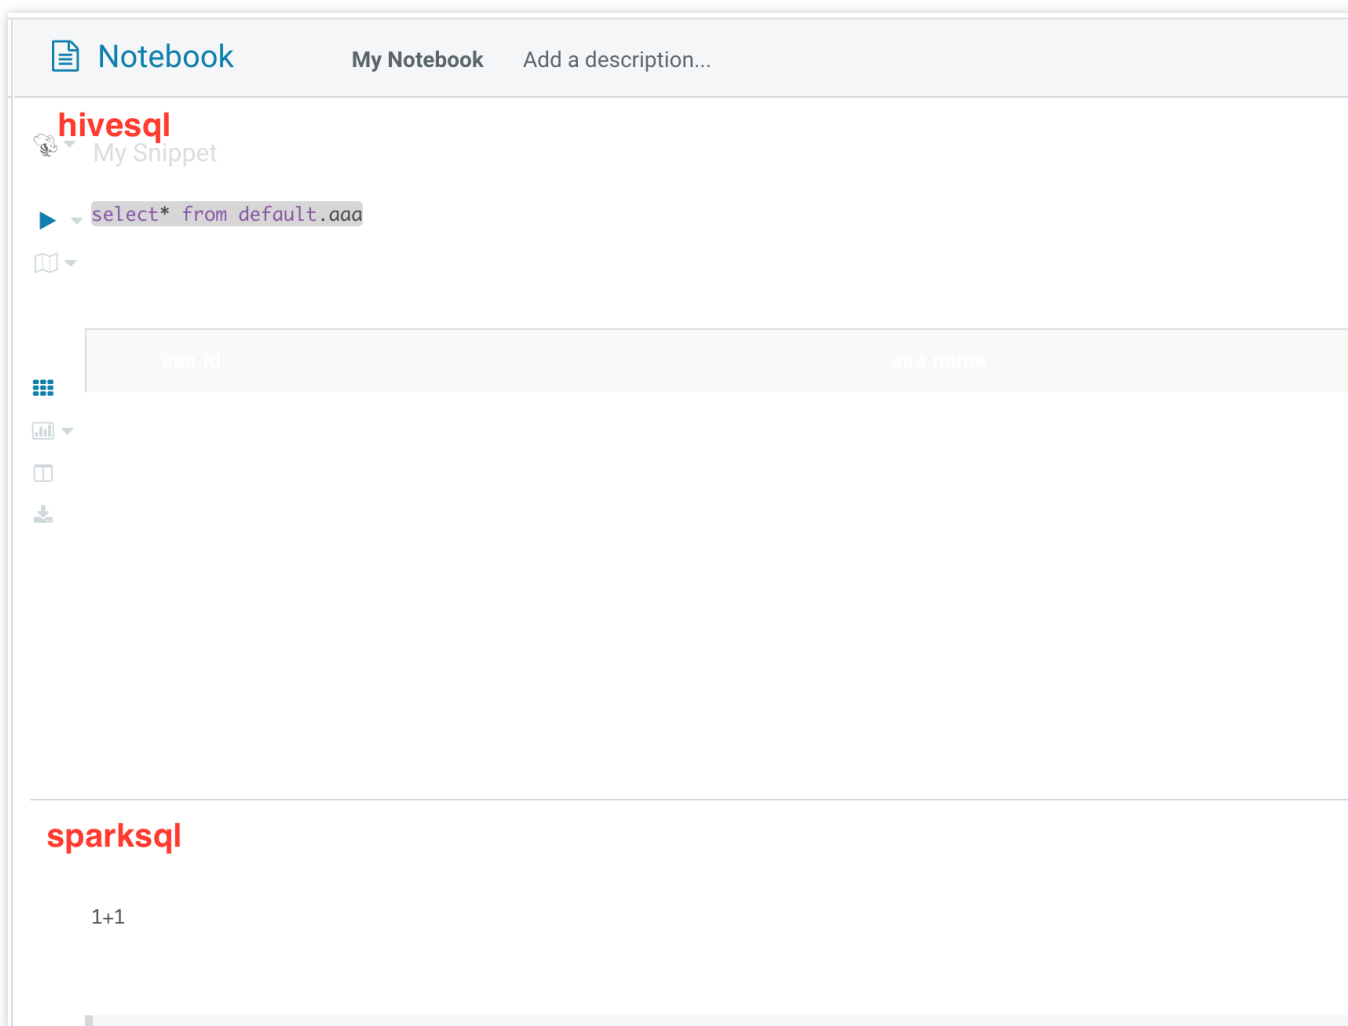 Notebook
My Notebook
Add a description...
hivesql
My Snippet
select* from default.aaa
aaa.id
aaa.name
sparksql
1+1